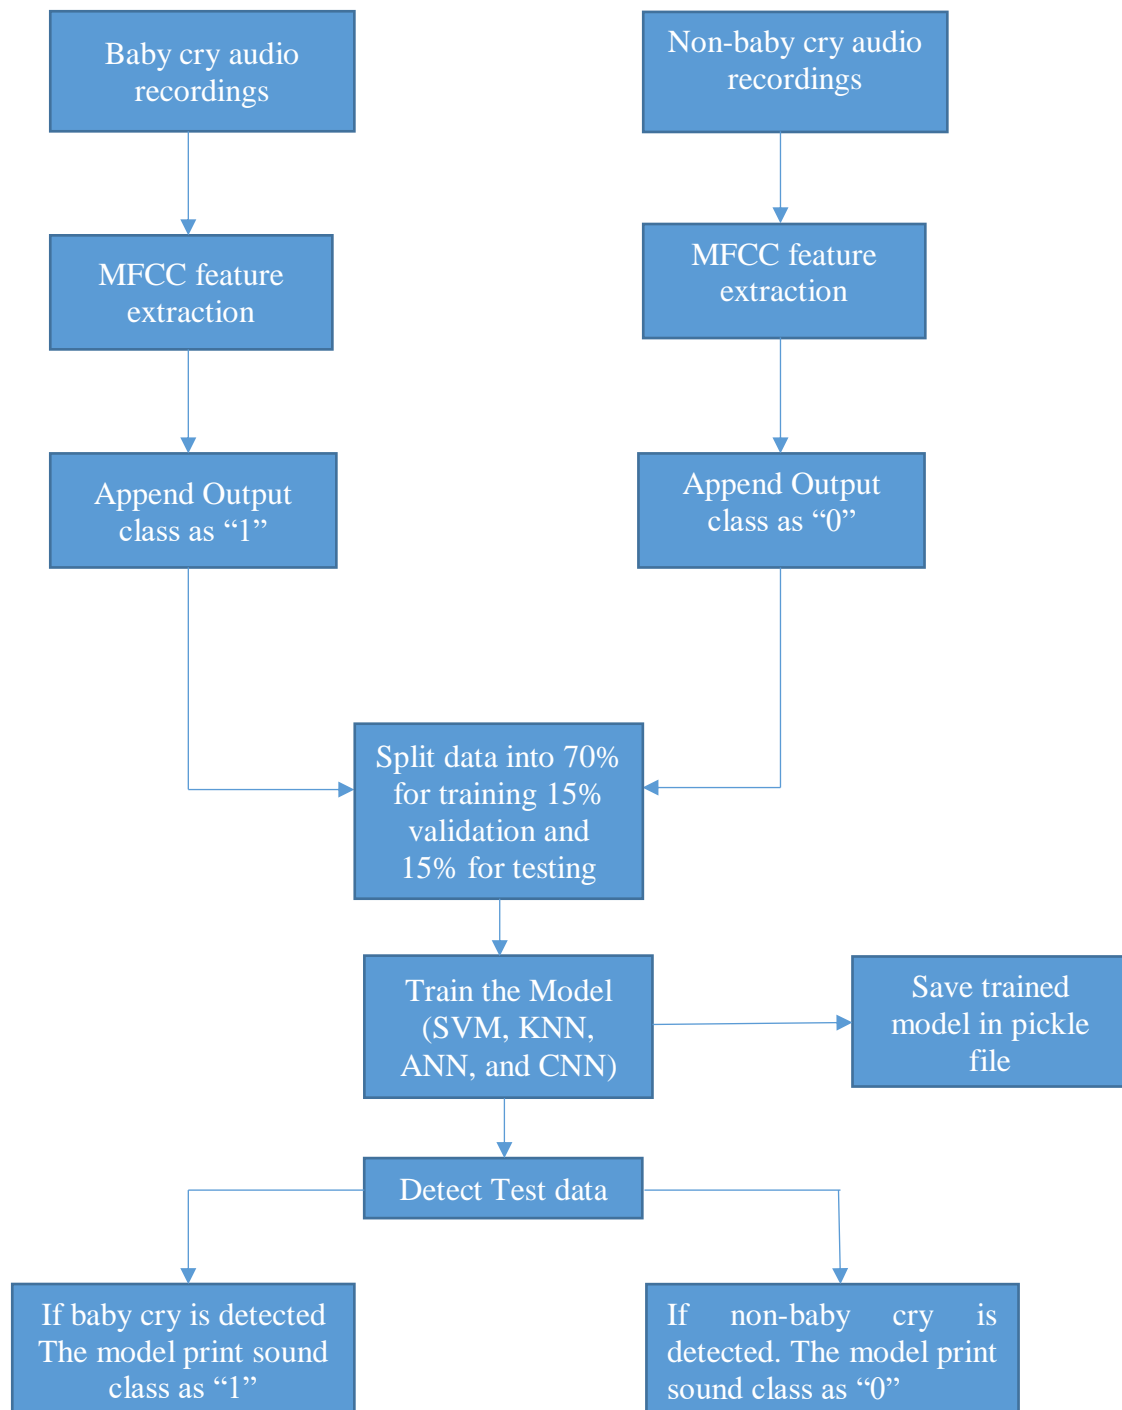 Baby cry audio
recordings
Non-baby cry audio
recordings
MFCC feature
extraction
MFCC feature
extraction
Append Output
class as “1”
Append Output
class as “0”
Split data into 70%
for training 15%
validation and
15% for testing
Train the Model
(SVM, KNN,
ANN, and CNN)
Save trained
model in pickle
file
Detect Test data
If baby cry is detected
The model print sound
class as “1”
If non-baby cry is
detected. The model print
sound class as “0”